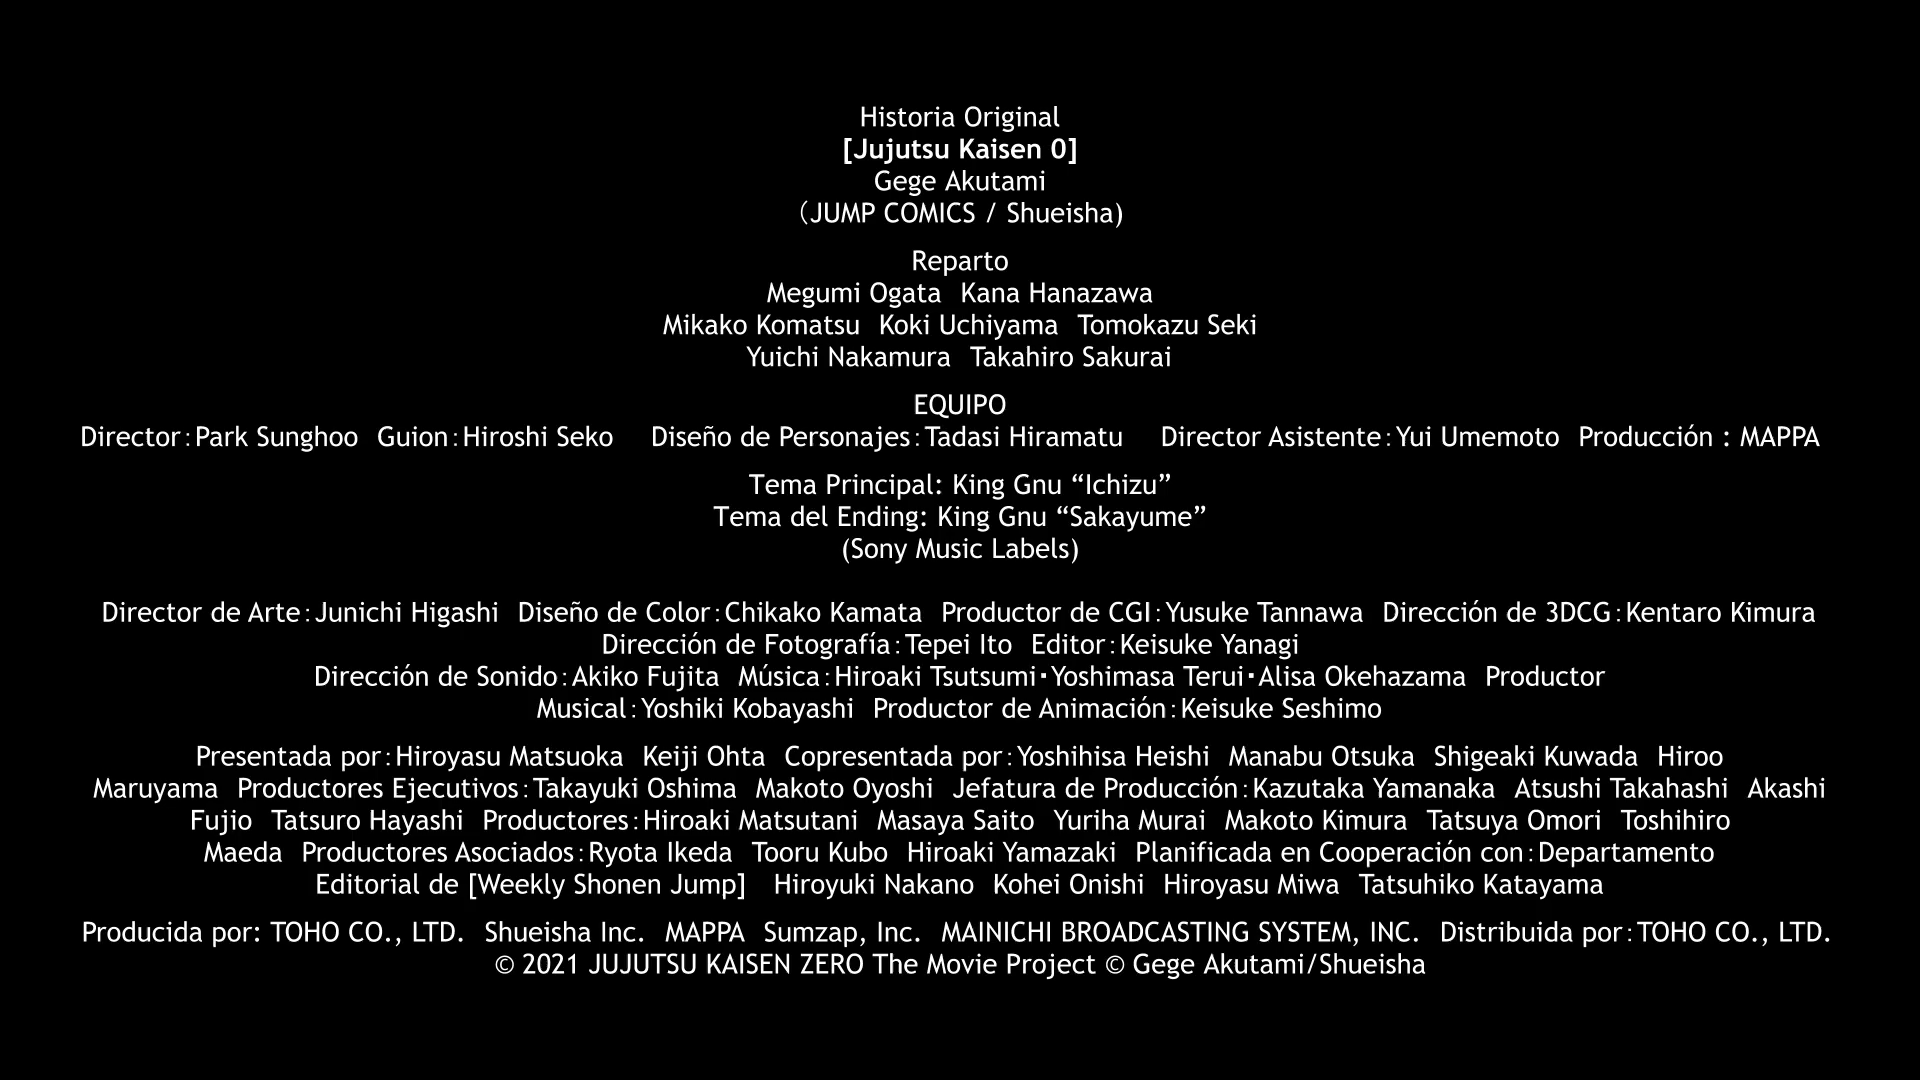 Historia Original
[Jujutsu Kaisen 0]
Gege Akutami
（JUMP COMICS / Shueisha)
Reparto
Megumi Ogata  Kana Hanazawa
Mikako Komatsu  Koki Uchiyama  Tomokazu Seki
Yuichi Nakamura  Takahiro Sakurai
EQUIPO
Director：Park Sunghoo  Guion：Hiroshi Seko  Diseño de Personajes：Tadasi Hiramatu  Director Asistente：Yui Umemoto  Producción : MAPPA
Tema Principal: King Gnu “Ichizu”
Tema del Ending: King Gnu “Sakayume”
(Sony Music Labels)
Director de Arte：Junichi Higashi  Diseño de Color：Chikako Kamata  Productor de CGI：Yusuke Tannawa  Dirección de 3DCG：Kentaro Kimura
Dirección de Fotografía：Tepei Ito  Editor：Keisuke Yanagi
Dirección de Sonido：Akiko Fujita  Música：Hiroaki Tsutsumi･Yoshimasa Terui･Alisa Okehazama  Productor
Musical：Yoshiki Kobayashi  Productor de Animación：Keisuke Seshimo
Presentada por：Hiroyasu Matsuoka  Keiji Ohta  Copresentada por：Yoshihisa Heishi  Manabu Otsuka  Shigeaki Kuwada  Hiroo
Maruyama  Productores Ejecutivos：Takayuki Oshima  Makoto Oyoshi  Jefatura de Producción：Kazutaka Yamanaka  Atsushi Takahashi  Akashi
Fujio  Tatsuro Hayashi  Productores：Hiroaki Matsutani  Masaya Saito  Yuriha Murai  Makoto Kimura  Tatsuya Omori  Toshihiro
Maeda  Productores Asociados：Ryota Ikeda  Tooru Kubo  Hiroaki Yamazaki  Planificada en Cooperación con：Departamento
Editorial de [Weekly Shonen Jump]  Hiroyuki Nakano  Kohei Onishi  Hiroyasu Miwa  Tatsuhiko Katayama
Producida por: TOHO CO., LTD.  Shueisha Inc.  MAPPA  Sumzap, Inc.  MAINICHI BROADCASTING SYSTEM, INC.  Distribuida por：TOHO CO., LTD.
© 2021 JUJUTSU KAISEN ZERO The Movie Project © Gege Akutami/Shueisha